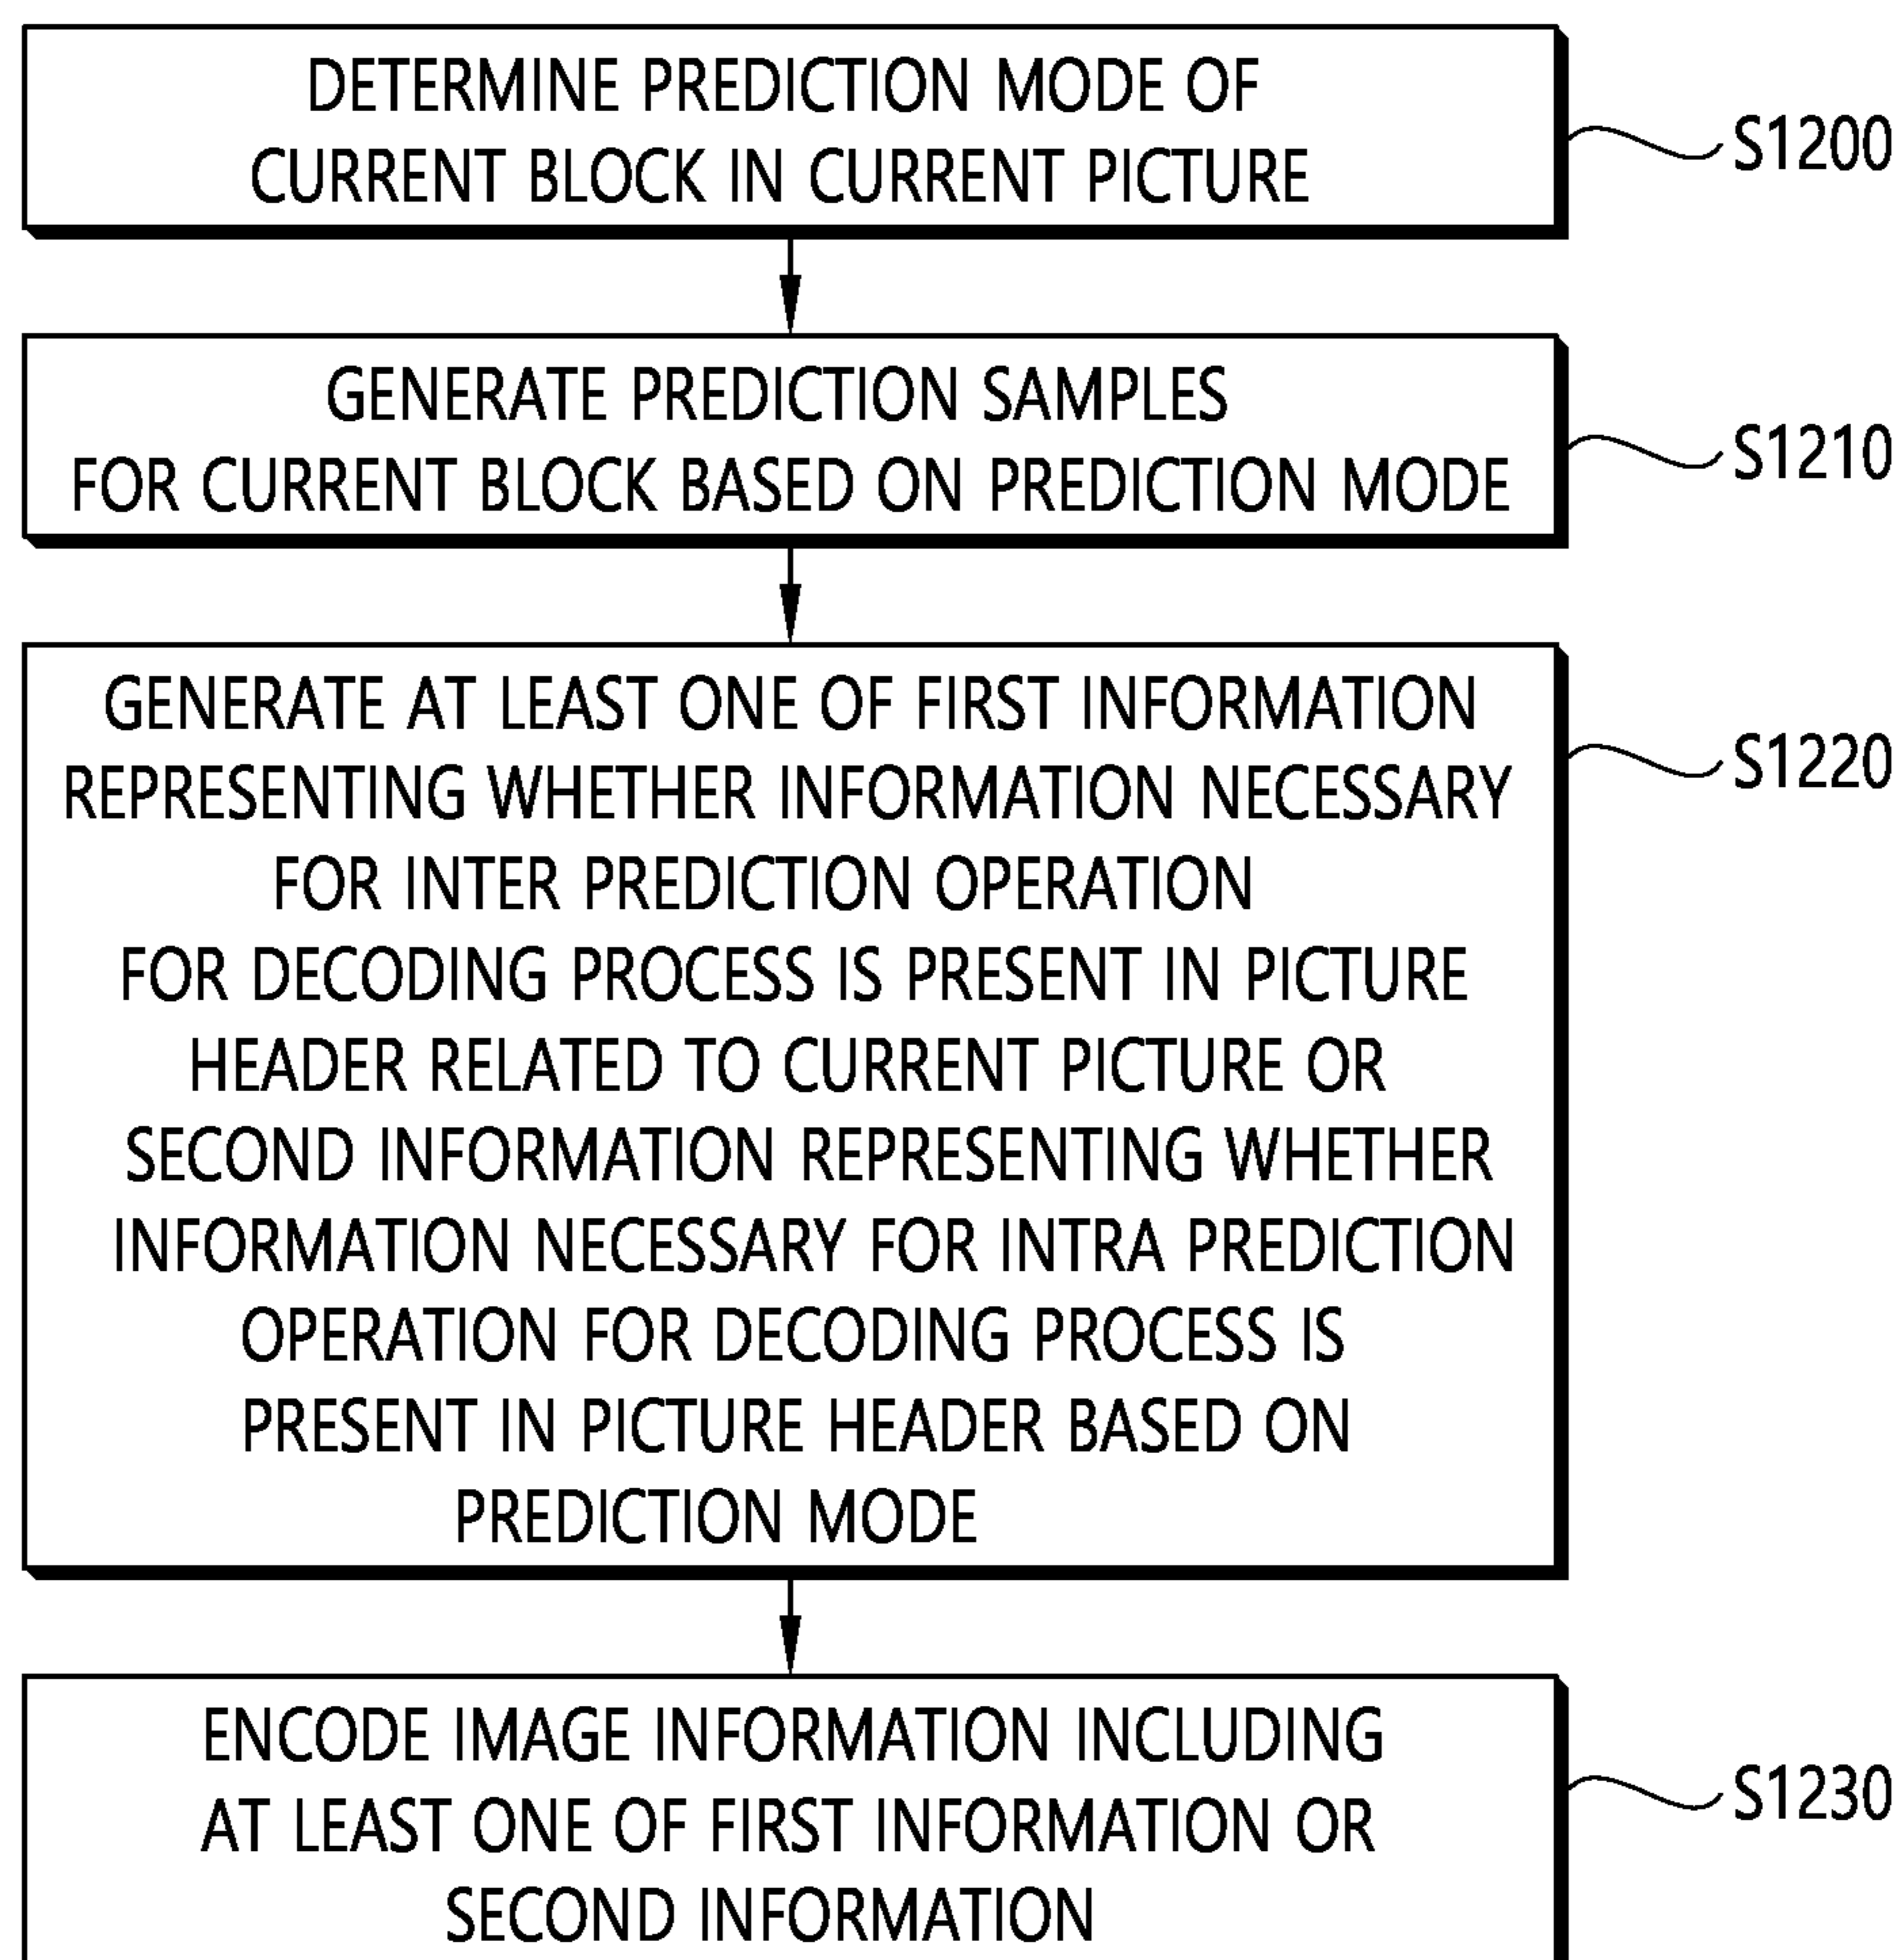 DETERMINE PREDICTION MODE OF
CURRENT BLOCK IN CURRENT PICTURE
S1200
GENERATE PREDICTION SAMPLES
FOR CURRENT BLOCK BASED ON PREDICTION MODE
S1210
GENERATE AT LEAST ONE OF FIRST INFORMATION
REPRESENTING WHETHER INFORMATION NECESSARY
FOR INTER PREDICTION OPERATION
FOR DECODING PROCESS IS PRESENT IN PICTURE
HEADER RELATED TO CURRENT PICTURE OR
SECOND INFORMATION REPRESENTING WHETHER
INFORMATION NECESSARY FOR INTRA PREDICTION
OPERATION FOR DECODING PROCESS IS
PRESENT IN PICTURE HEADER BASED ON
PREDICTION MODE
S1220
ENCODE IMAGE INFORMATION INCLUDING
AT LEAST ONE OF FIRST INFORMATION OR
SECOND INFORMATION
S1230